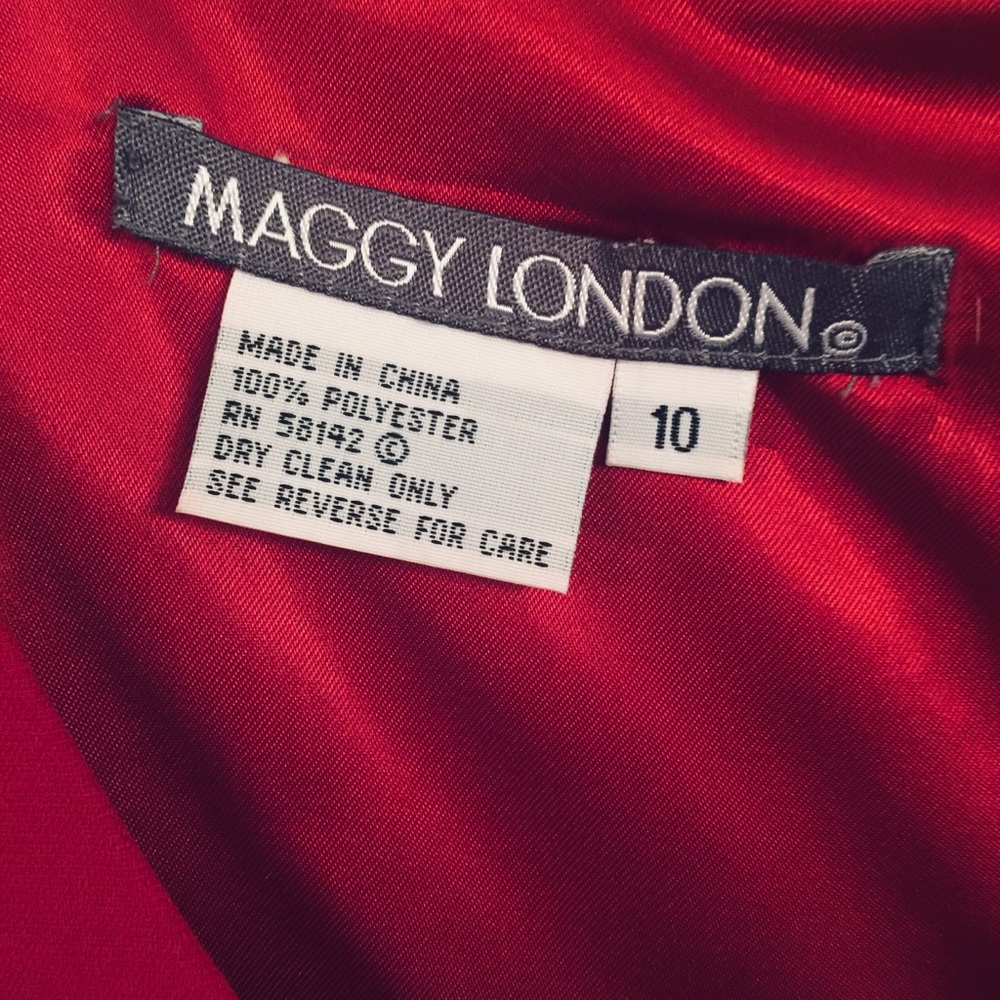 MAGGY LONDON©
MADE IN CHINA
100% POLYESTER
RN 58142 ©
DRY CLEAN ONLY
SEE REVERSE FOR CARE
10